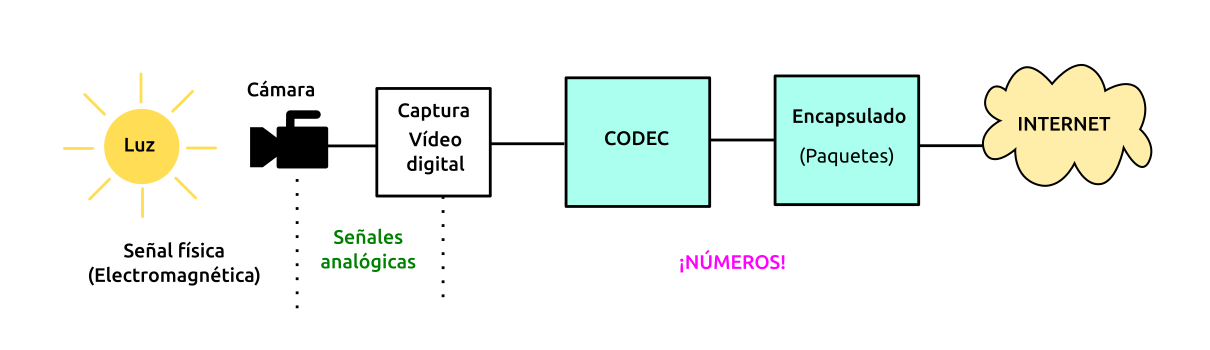 Luz
Cámara
Captura
Vídeo
digital
CODEC
Encapsulado
(Paquetes)
INTERNET
Señal física
(Electromagnética)
Señales
analógicas
¡NÚMEROS!